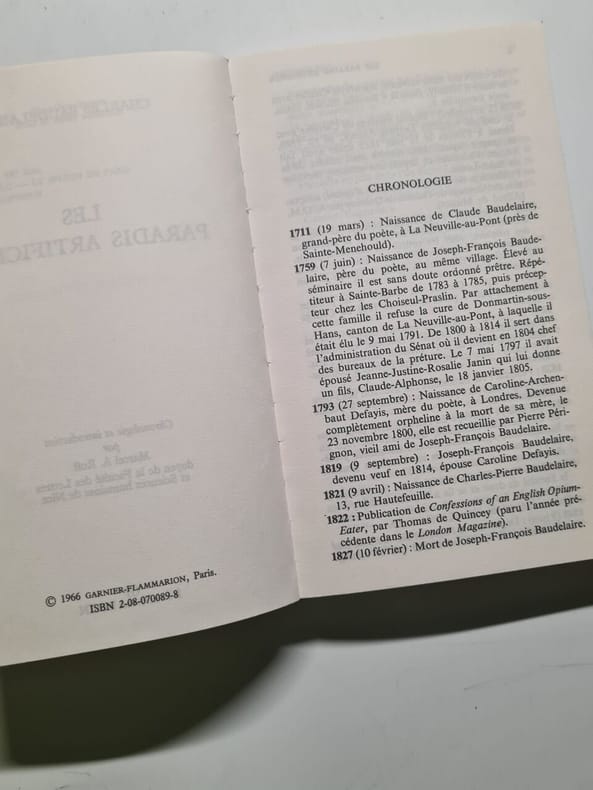 © 1966 GARNIER-FLAMMARION, Paris.
ISBN 2-08-070089-8
CHRONOLOGIE
1711 (19 mars) : Naissance de Claude Baudelaire,
grand-père du poète, à La Neuville-au-Pont (près de
Sainte-Menehould).
1759 (7 juin) : Naissance de Joseph-François Baude-
laire, père du poète, au même village. Élevé au
séminaire il est sans doute ordonné prêtre. Répé-
titeur à Sainte-Barbe de 1783 à 1785, puis précep-
teur chez les Choiseul-Praslin. Par attachement à
cette famille il refuse la cure de Donmartin-sous-
Hans, canton de La Neuville-au-Pont, à laquelle il
était élu le 9 mai 1791. De 1800 à 1814 il sert dans
l'administration du Sénat où il devient en 1804 chef
des bureaux de la préture. Le 7 mai 1797 il avait
épousé Jeanne-Justine-Rosalie Janin qui lui donne
un fils, Claude-Alphonse, le 18 janvier 1805.
1793 (27 septembre) : Naissance de Caroline-Archen-
baut Defayis, mère du poète, à Londres. Devenue
complètement orpheline à la mort de sa mère, le
23 novembre 1800, elle est recueillie par Pierre Péri-
gnon, vieil ami de Joseph-François Baudelaire.
1819 (9 septembre) : Joseph-François Baudelaire,
devenu veuf en 1814, épouse Caroline Defayis.
1821 (9 avril) : Naissance de Charles-Pierre Baudelaire,
13, rue Hautefeuille.
1822 : Publication de Confessions of an English Opium-
Eater, par Thomas de Quincey (paru l'année pré-
cédente dans le London Magazine).
1827 (10 février) : Mort de Joseph-François Baudelaire.